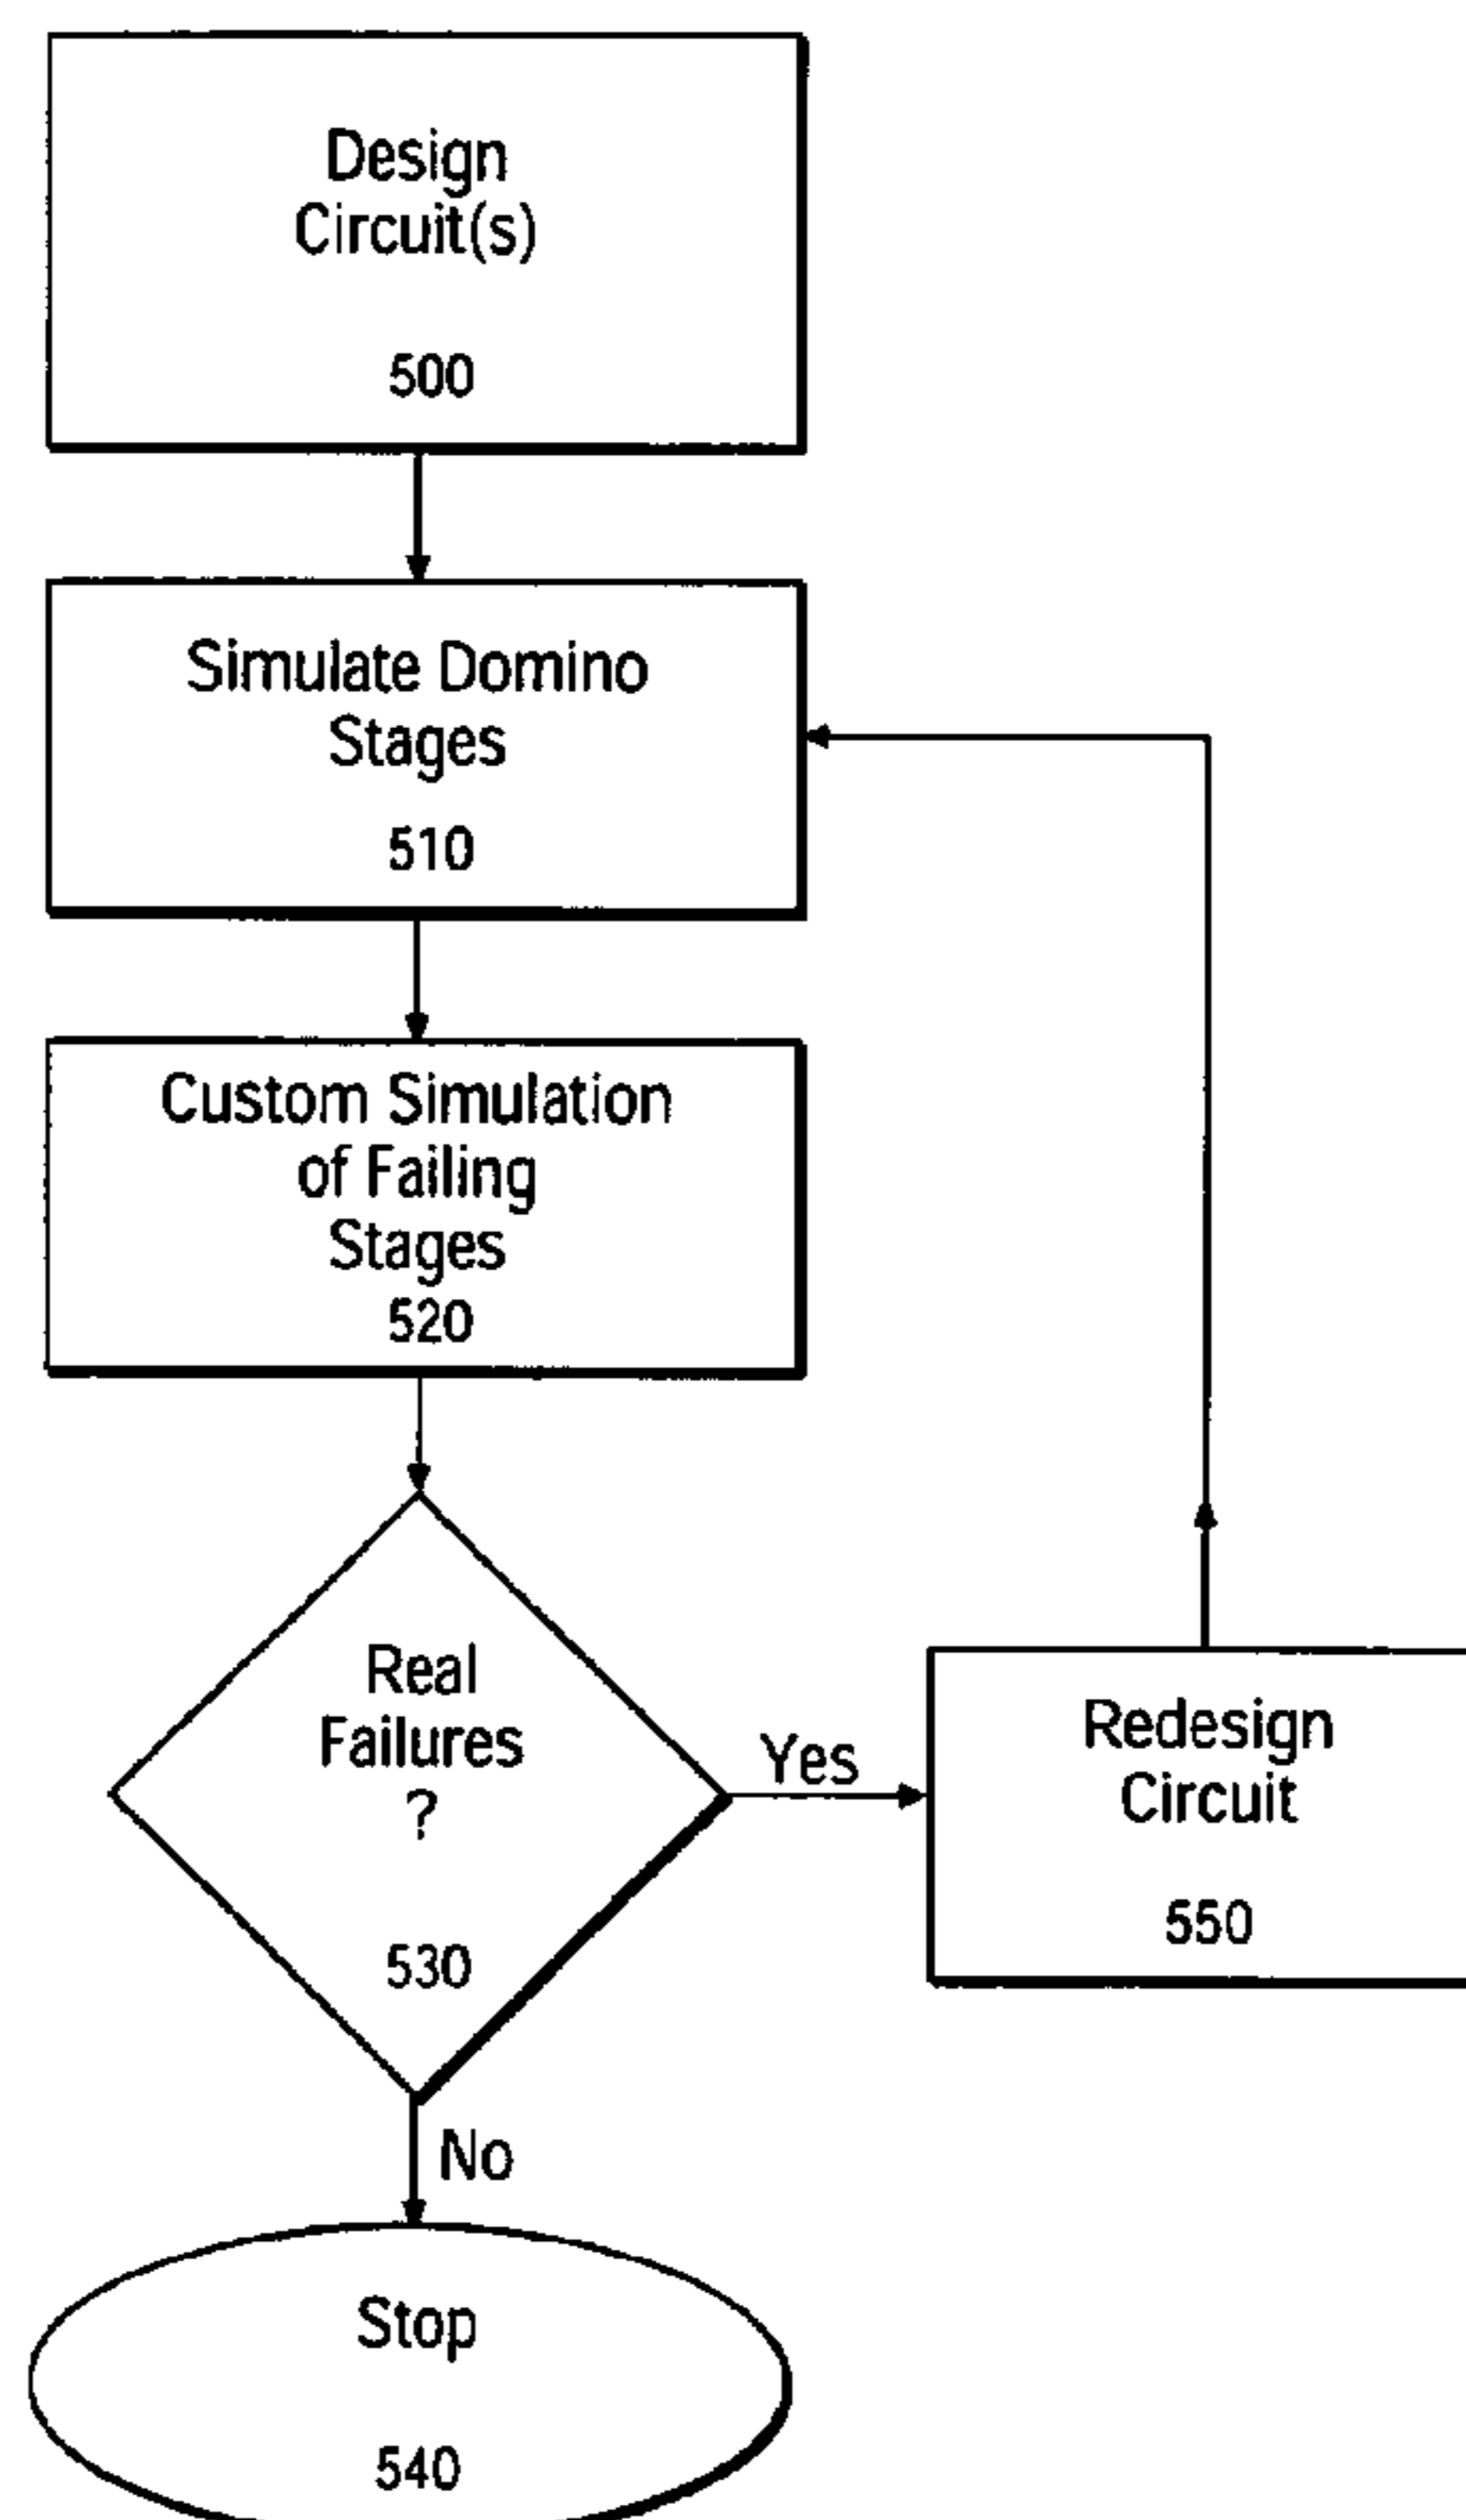 Design
Circuit(s)
500
Simulate Domino
Stages
510
Custom Simulation
of Failing
Stages
520
Real
Failures
?
530
Yes
Redesign
Circuit
550
No
Stop
540